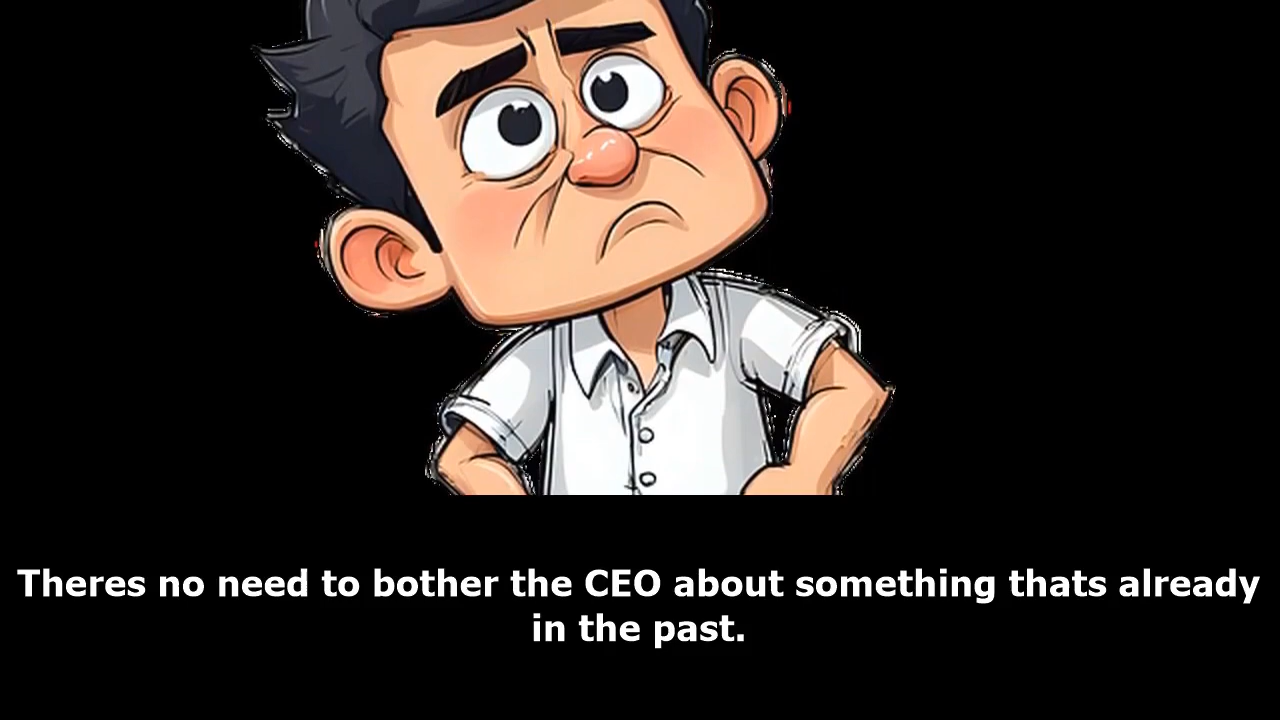 Theres no need to bother the CEO about something thats already
in the past.